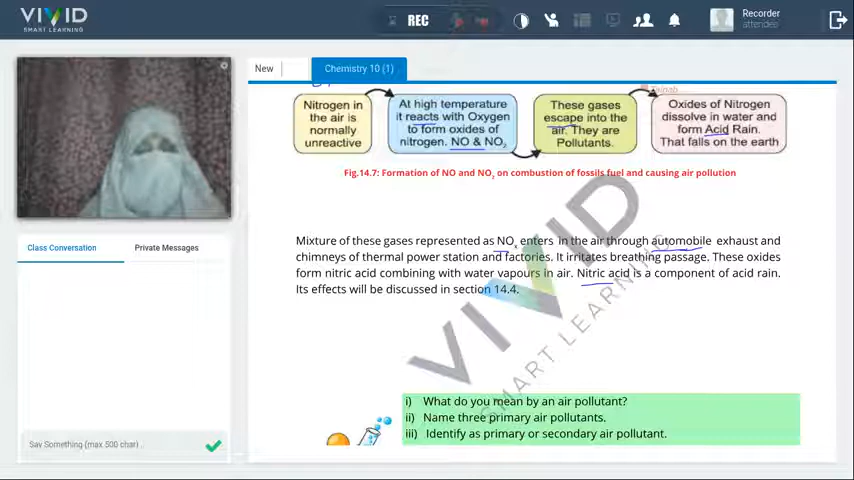 VIVID
SMART LEARNING
REC
Recorder
attendee
New
Chemistry 10 (1)
Zainab
Nitrogen in
the air is
normally
unreactive
At high temperature
it reacts with Oxygen
to form oxides of
nitrogen. NO & NO₂
These gases
escape into the
air. They are
Pollutants.
Oxides of Nitrogen
dissolve in water and
form Acid Rain.
That falls on the earth
Fig.14.7: Formation of NO and NO₂ on combustion of fossils fuel and causing air pollution
Mixture of these gases represented as NOₓ enters in the air through automobile exhaust and
chimneys of thermal power station and factories. It irritates breathing passage. These oxides
form nitric acid combining with water vapours in air. Nitric acid is a component of acid rain.
Its effects will be discussed in section 14.4.
VIVID
SMART LEARNING
i) What do you mean by an air pollutant?
ii) Name three primary air pollutants.
iii) Identify as primary or secondary air pollutant.
Class Conversation
Private Messages
Say Something (max 500 char)...